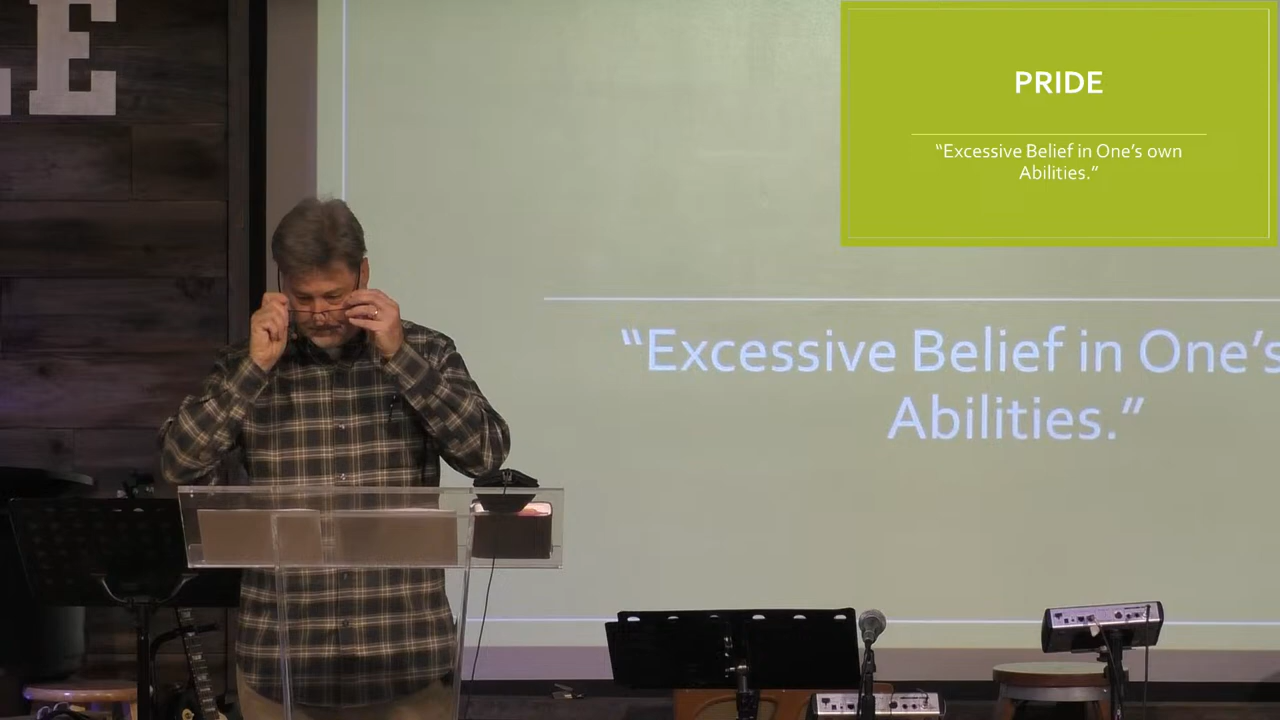 E
PRIDE
“Excessive Belief in One’s own
Abilities.”
“Excessive Belief in One’s
Abilities.”